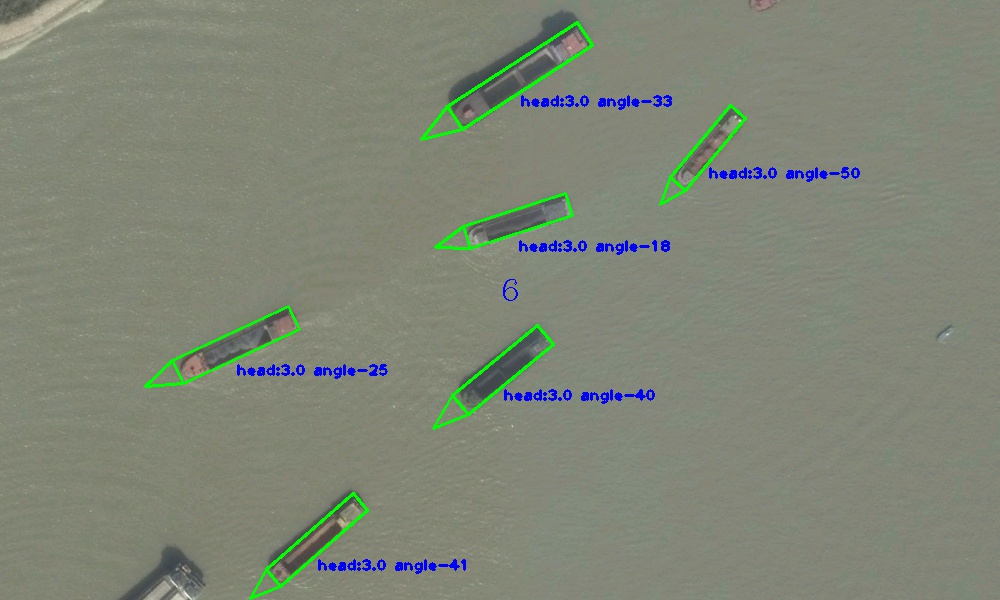 head:3.0 angle-33
head:3.0 angle-50
head:3.0 angle-18
6
head:3.0 angle-25
head:3.0 angle-40
head:3.0 angle-41